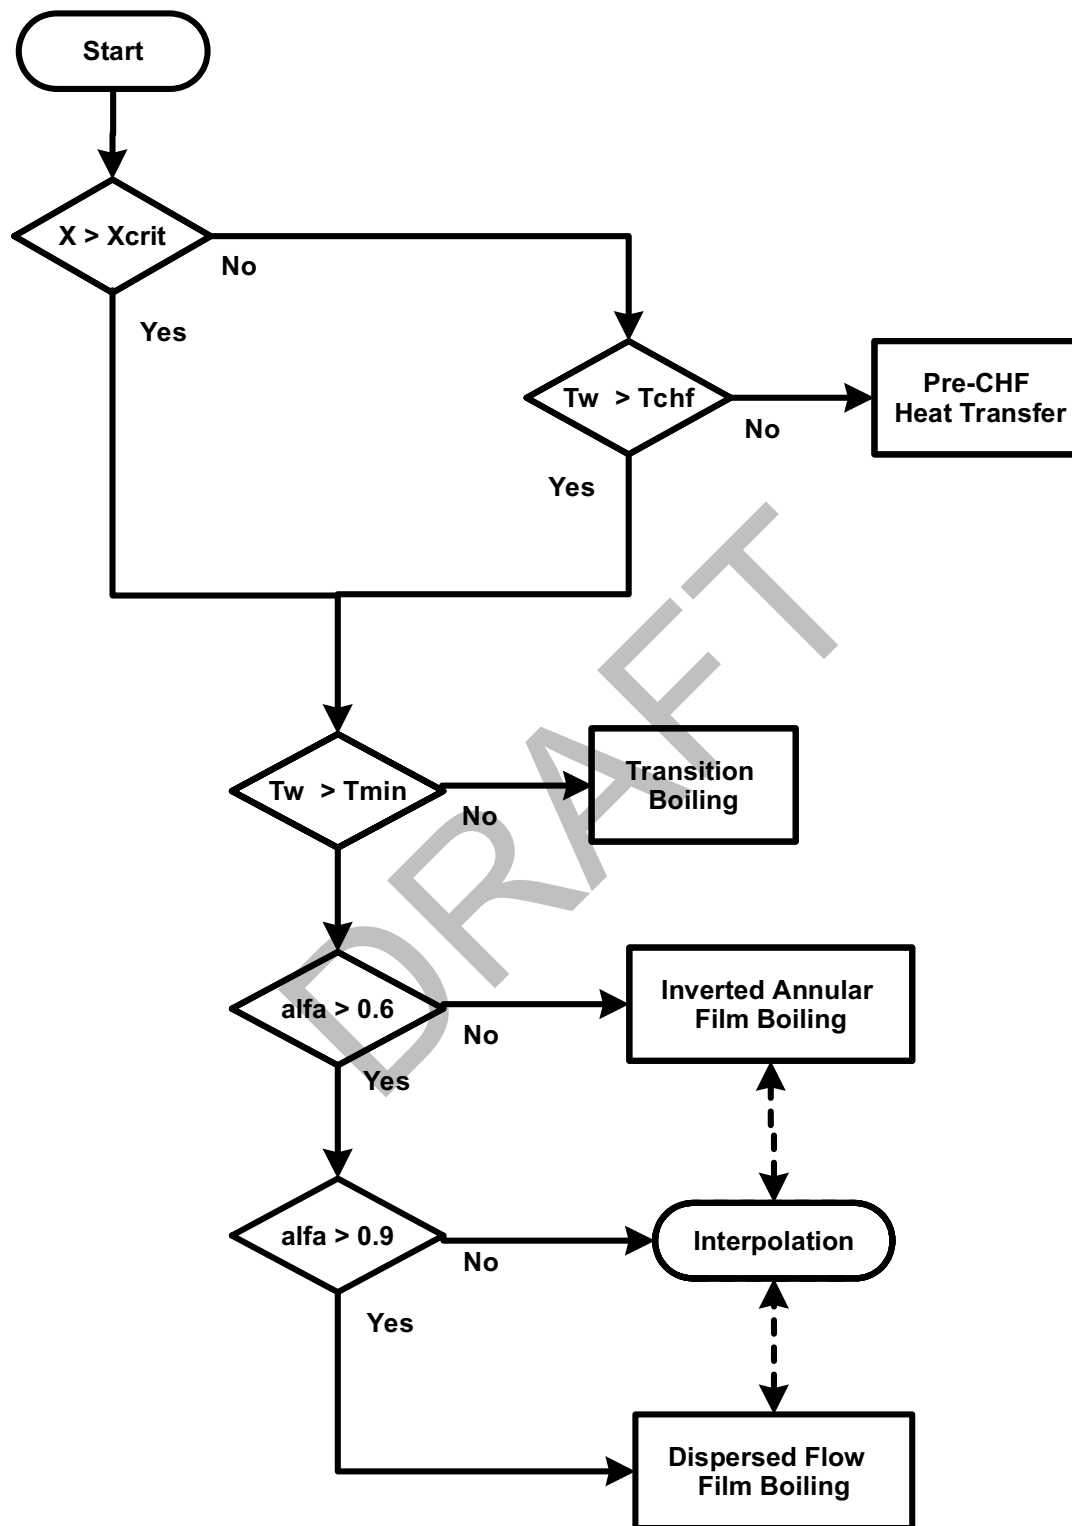 Start
X > Xcrit
No
Yes
Tw > Tchf
No
Yes
Pre-CHF
Heat Transfer
Tw > Tmin
No
Transition
Boiling
DRAFT
alfa > 0.6
No
Yes
Inverted Annular
Film Boiling
alfa > 0.9
No
Yes
Interpolation
Dispersed Flow
Film Boiling